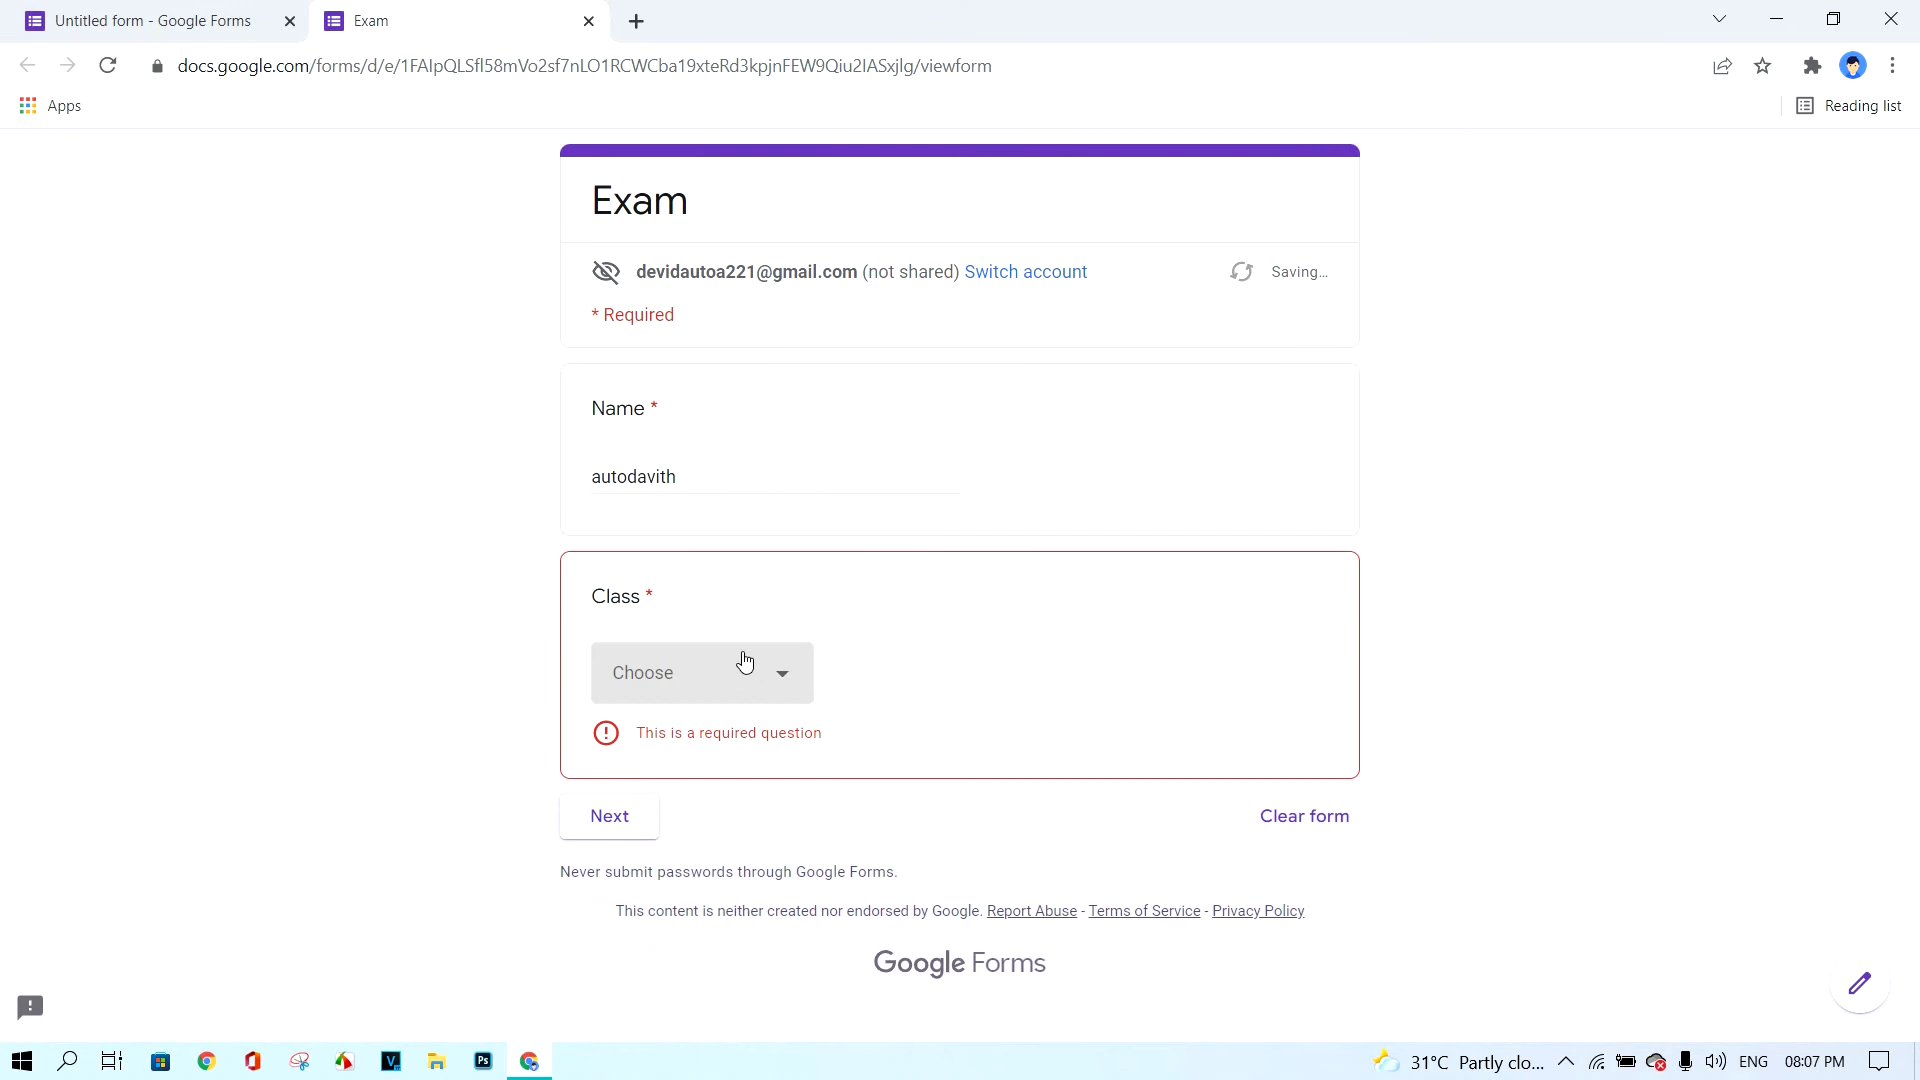 Untitled form - Google Forms
Exam
docs.google.com/forms/d/e/1FAIpQLSfl58mVo2sf7nLO1RCWCba19xteRd3kpjnFEW9Qiu2IASxjlg/viewform
Apps
Reading list
Exam
devidautoa221@gmail.com (not shared) Switch account
Saving...
* Required
Name *
autodavith
Class *
Choose
This is a required question
Next
Clear form
Never submit passwords through Google Forms.
This content is neither created nor endorsed by Google. Report Abuse - Terms of Service - Privacy Policy
Google Forms
31°C Partly clo... ENG 08:07 PM